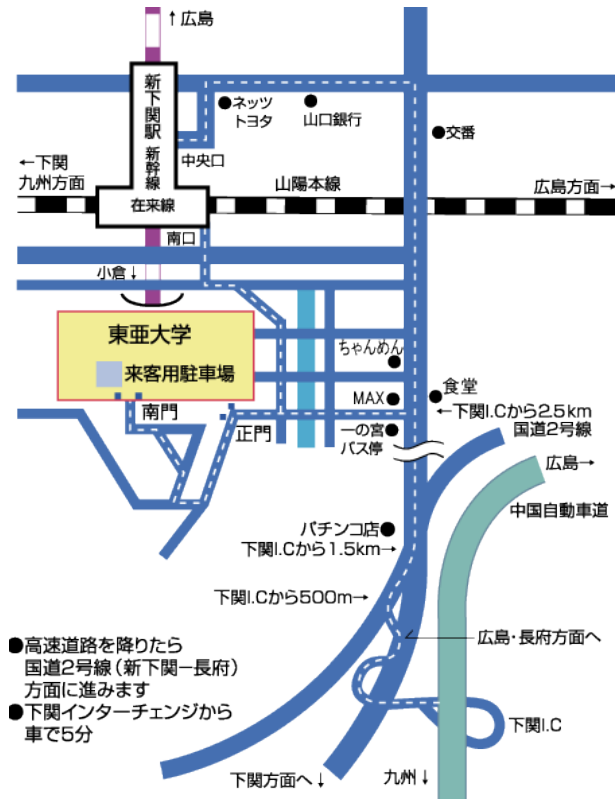 ↑広島
新下関駅
新幹線
在来線
●ネッツ
トヨタ
山口銀行
●交番
中央口
←下関
九州方面
山陽本線
広島方面→
南口
小倉↓
東亜大学
来客用駐車場
ちゃんめん
MAX
●食堂
←下関I.Cから2.5km
国道2号線
南門
正門
一の宮
バス停
広島→
中国自動車道
パチンコ店●
下関I.Cから1.5km→
下関I.Cから500m→
広島・長府方面へ
●高速道路を降りたら
国道2号線(新下関ー長府)
方面に進みます
●下関インターチェンジから
車で5分
下関I.C
下関方面へ↓
九州↓